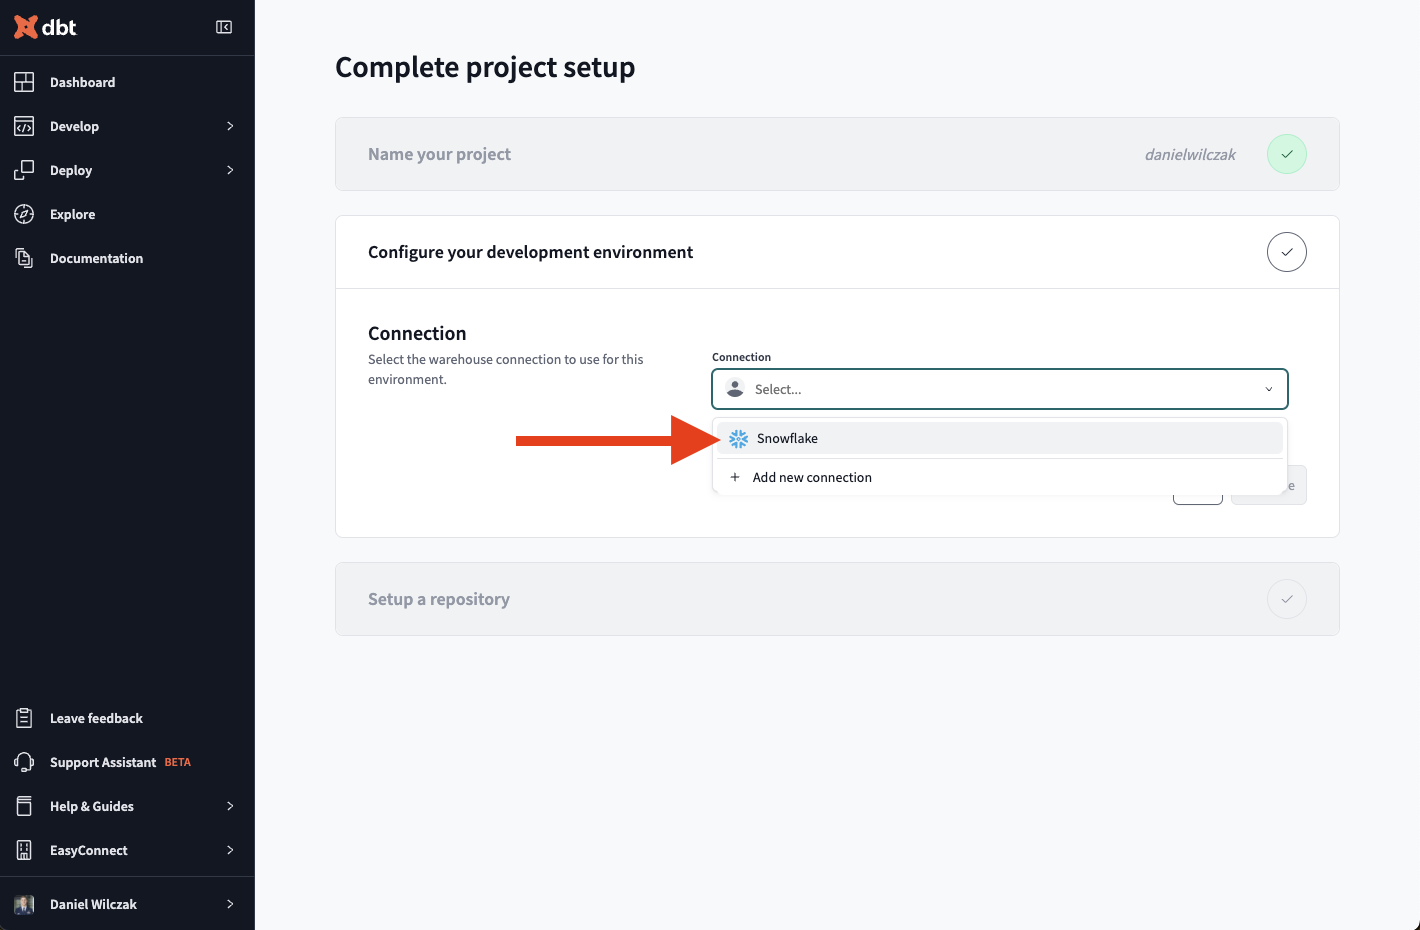 dbt
Dashboard
Develop
Deploy
Explore
Documentation
Leave feedback
Support Assistant BETA
Help & Guides
EasyConnect
Daniel Wilczak
Complete project setup
Name your project
danielwilczak
Configure your development environment
Connection
Select the warehouse connection to use for this
environment.
Connection
Select...
Snowflake
Add new connection
Setup a repository